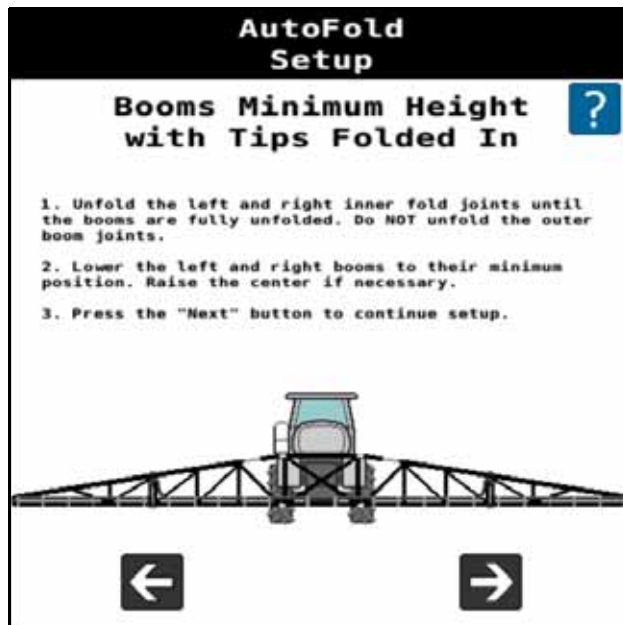 AutoFold
Setup
Booms Minimum Height
with Tips Folded In
?
1. Unfold the left and right inner fold joints until
the booms are fully unfolded. Do NOT unfold the outer
boom joints.
2. Lower the left and right booms to their minimum
position. Raise the center if necessary.
3. Press the "Next" button to continue setup.